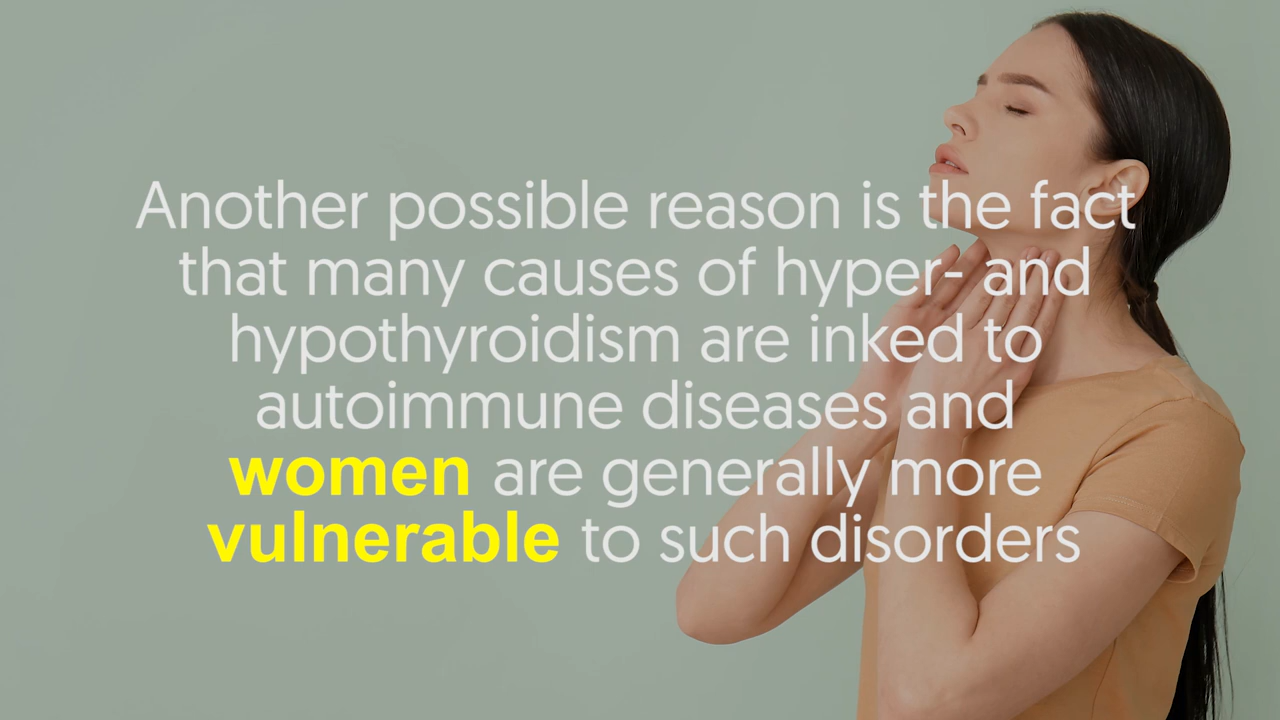 Another possible reason is the fact
that many causes of hyper- and
hypothyroidism are inked to
autoimmune diseases and
women are generally more
vulnerable to such disorders